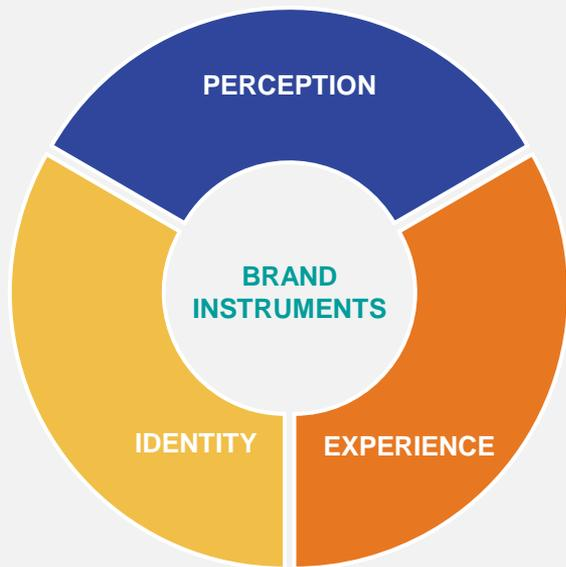 PERCEPTION
BRAND
INSTRUMENTS
IDENTITY
EXPERIENCE